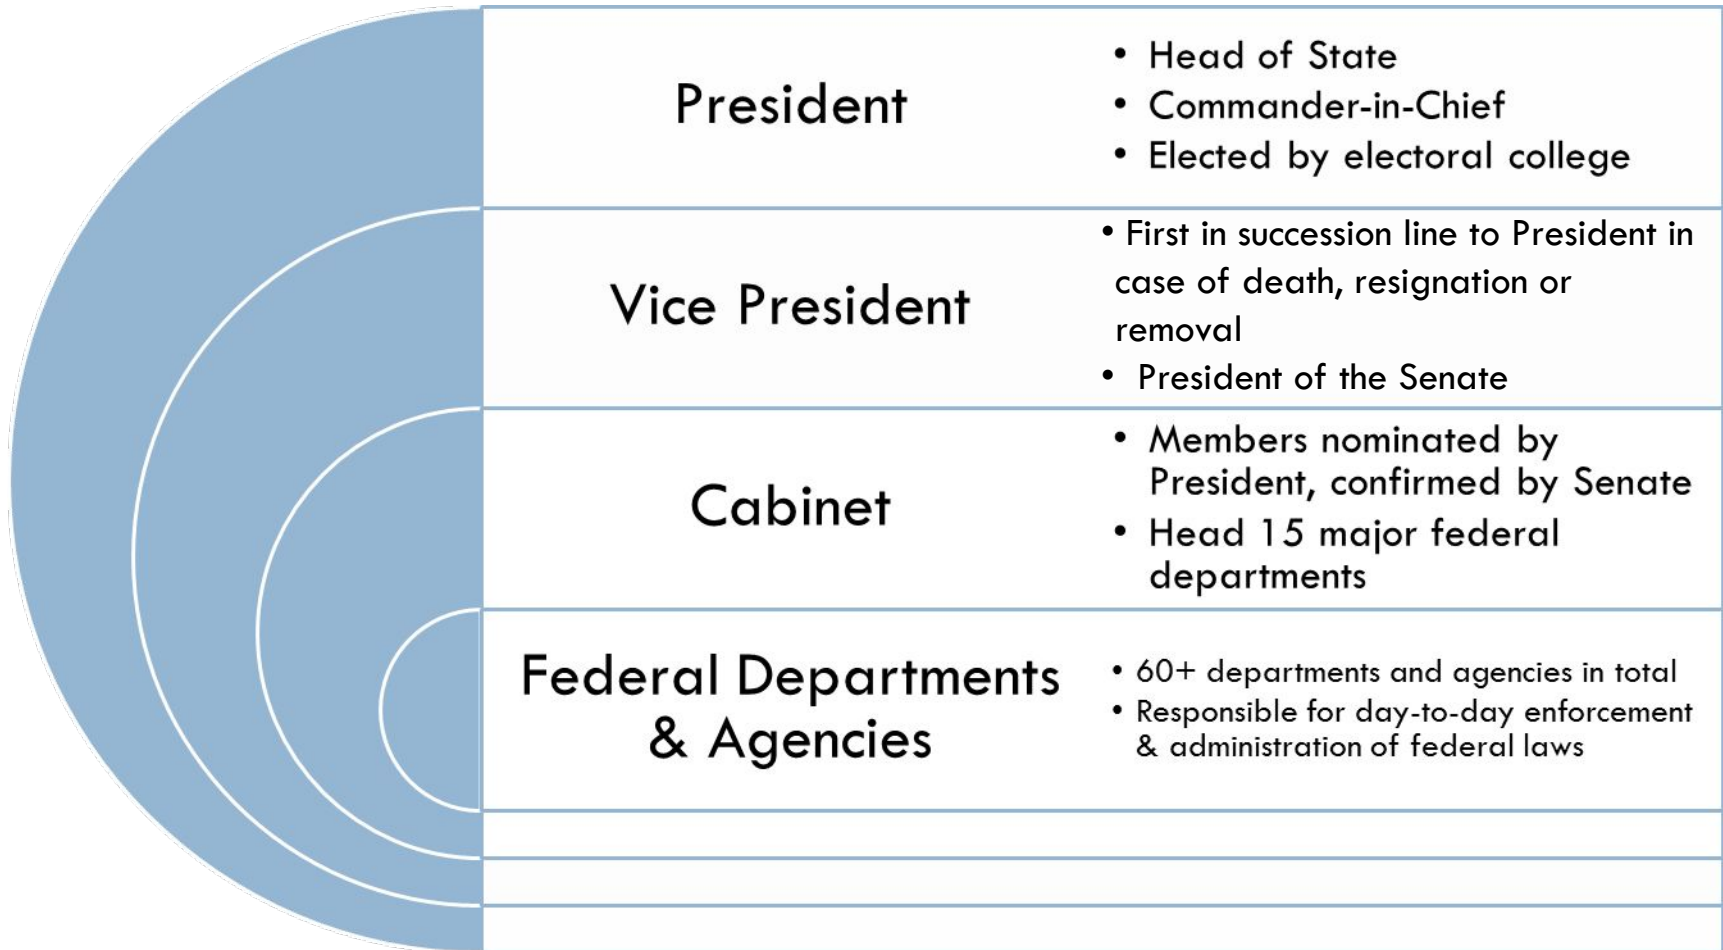 President
• Head of State
• Commander-in-Chief
• Elected by electoral college
Vice President
• First in succession line to President in
case of death, resignation or
removal
• President of the Senate
Cabinet
• Members nominated by
President, confirmed by Senate
• Head 15 major federal
departments
Federal Departments
& Agencies
• 60+ departments and agencies in total
• Responsible for day-to-day enforcement
& administration of federal laws